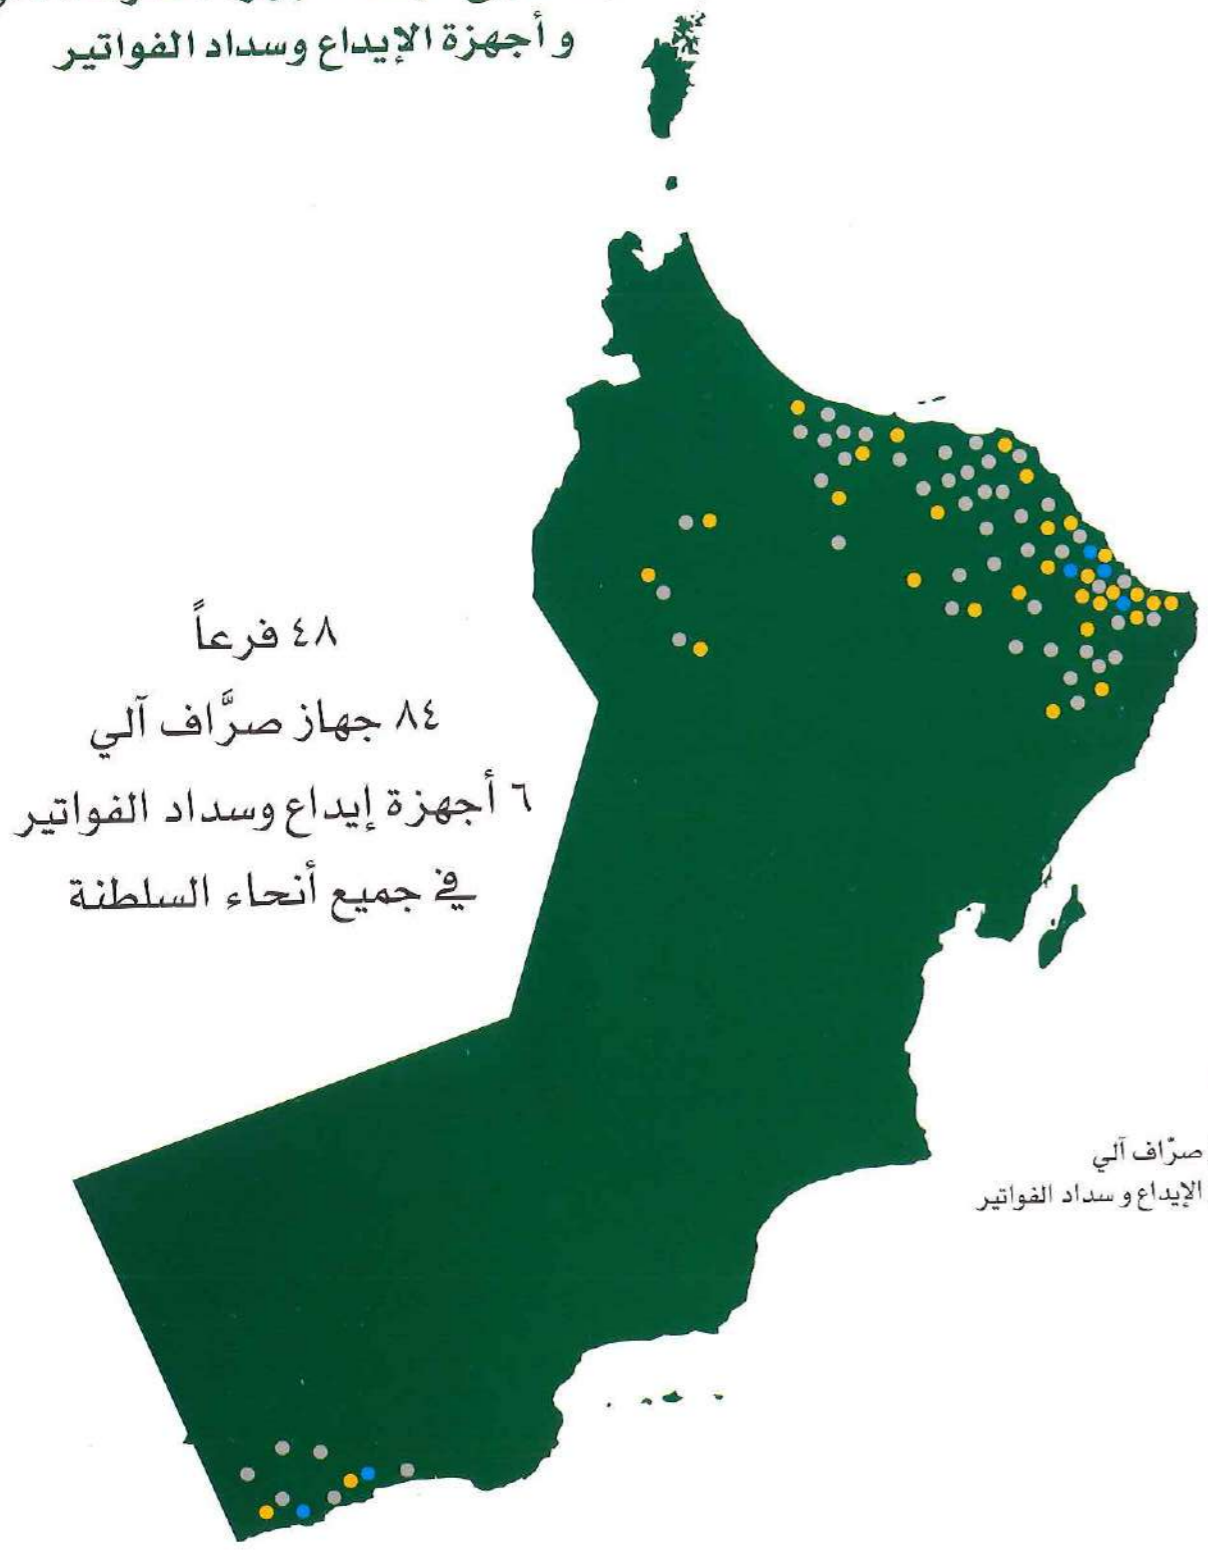 و أجهزة الإيداع وسداد الفواتير
٤٨ فرعاً
٨٤ جهاز صرَّاف آلي
٦ أجهزة إيداع وسداد الفواتير
في جميع أنحاء السلطنة
صرّاف آلي
الإيداع و سداد الفواتير